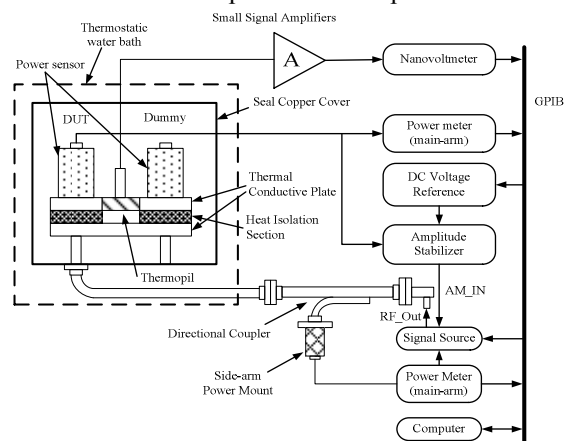 Small Signal Amplifiers
Thermostatic
water bath
Power sensor
A
Nanovoltmeter
GPIB
Seal Copper Cover
DUT
Dummy
Power meter
(main-arm)
DC Voltage
Reference
Thermal
Conductive Plate
Heat Isolation
Section
Amplitude
Stabilizer
Thermopil
AM_IN
RF_Out
Directional Coupler
Signal Source
Side-arm
Power Mount
Power Meter
(main-arm)
Computer